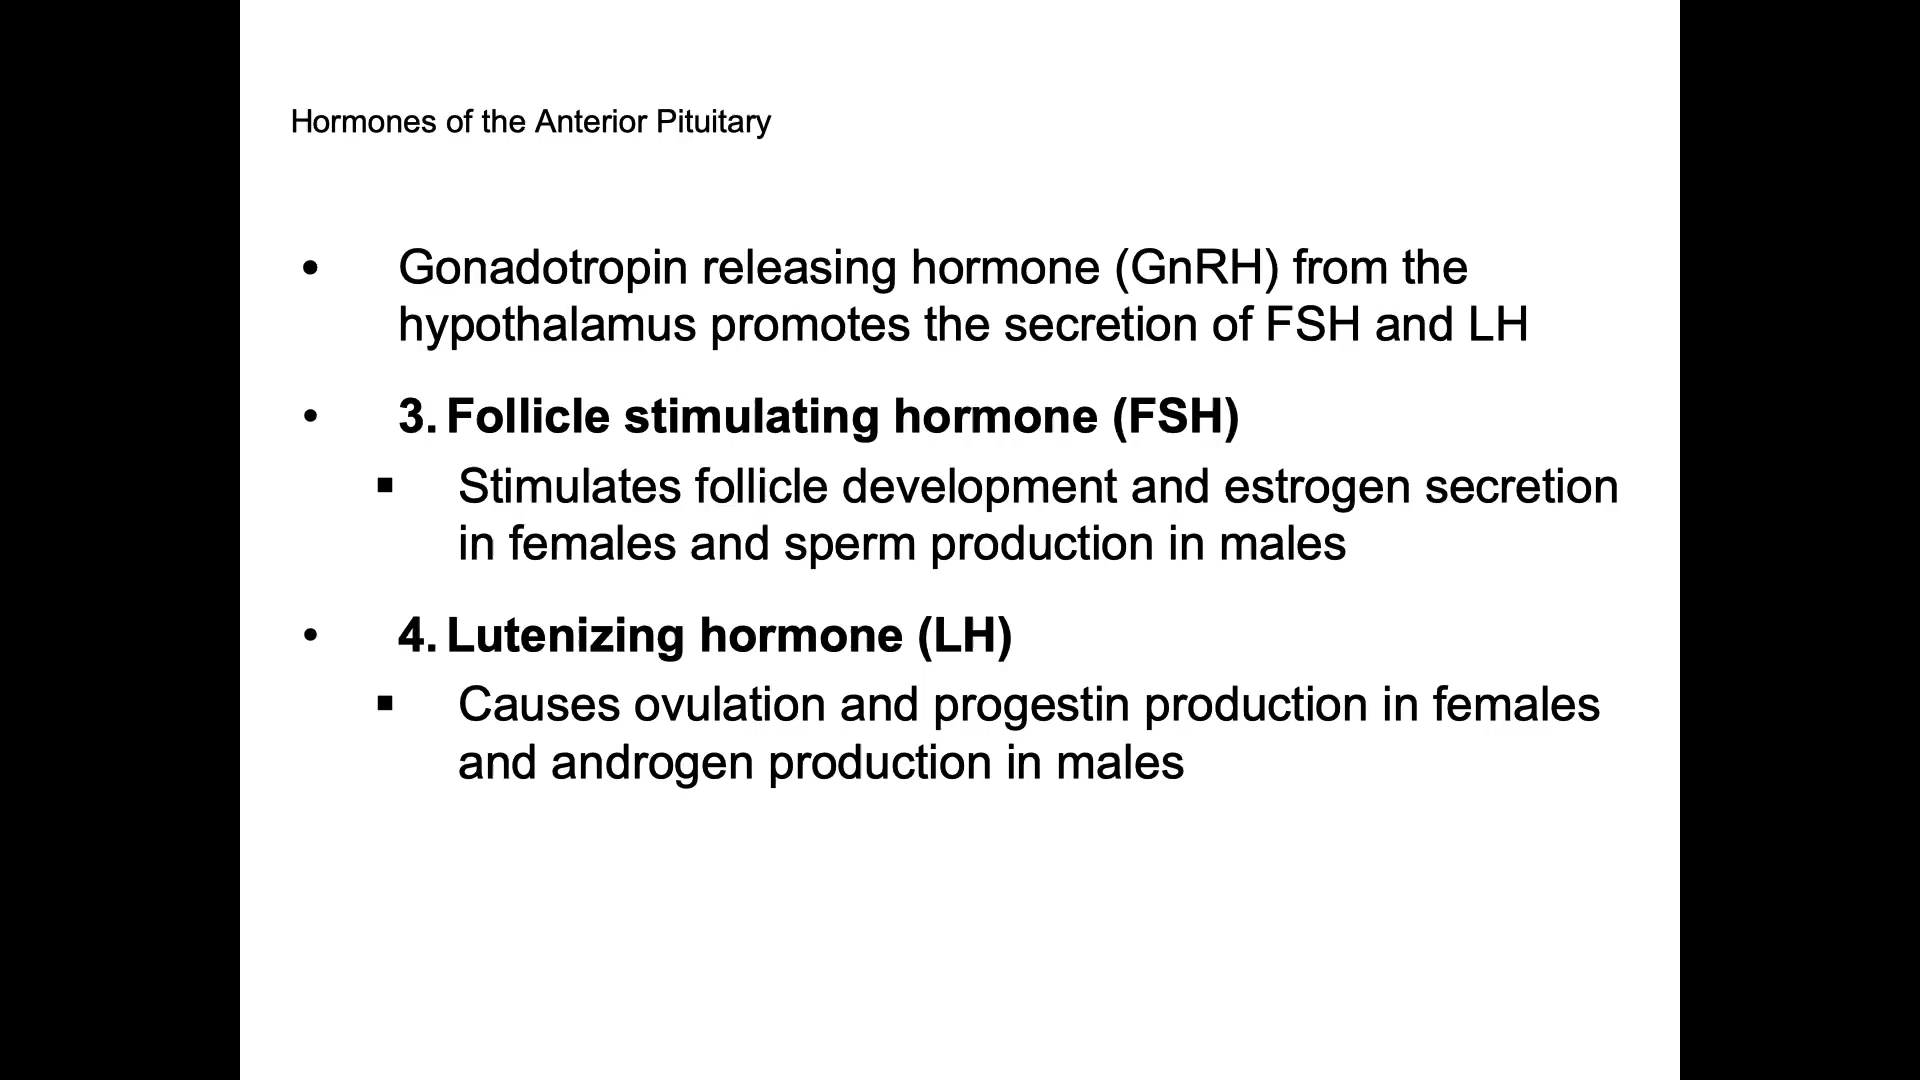 Hormones of the Anterior Pituitary
• Gonadotropin releasing hormone (GnRH) from the
hypothalamus promotes the secretion of FSH and LH
• 3. Follicle stimulating hormone (FSH)
▪ Stimulates follicle development and estrogen secretion
in females and sperm production in males
• 4. Lutenizing hormone (LH)
▪ Causes ovulation and progestin production in females
and androgen production in males